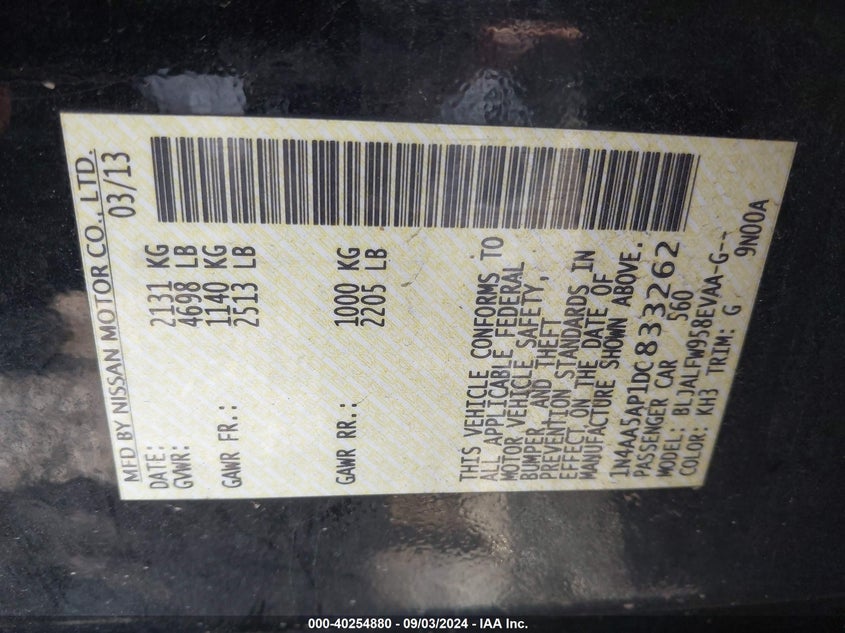 MFD BY NISSAN MOTOR CO., LTD.
DATE: 03/13
GVWR: 2131 KG
4698 LB
GAWR FR.: 1140 KG
2513 LB
GAWR RR.: 1000 KG
2205 LB
THIS VEHICLE CONFORMS TO
ALL APPLICABLE FEDERAL
MOTOR VEHICLE SAFETY,
BUMPER, AND THEFT
PREVENTION STANDARDS IN
EFFECT ON THE DATE OF
MANUFACTURE SHOWN ABOVE.
1N4AA5AP1DC833262
PASSENGER CAR 560
MODEL: BLJALFW958EVAA-G--
COLOR: KH3 TRIM: G 9N00A
000-40254880 - 09/03/2024 - IAA Inc.